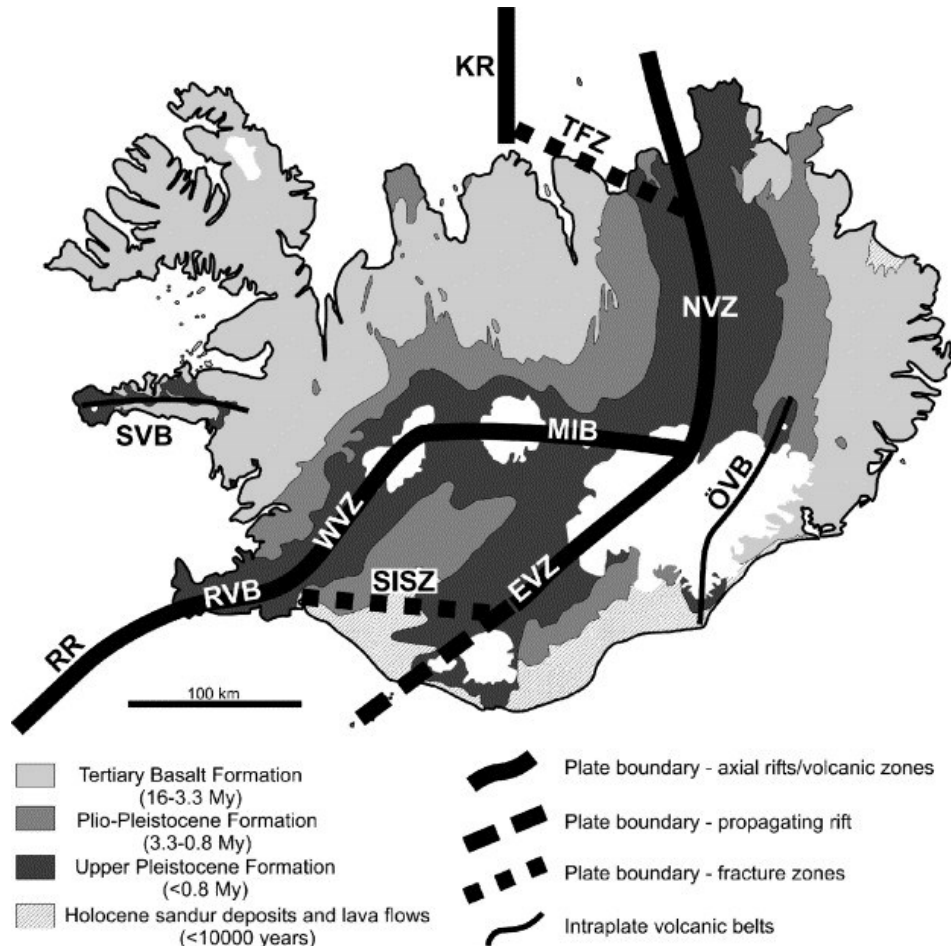 KR
TFZ
NVZ
SVB
MIB
WVZ
ÖVB
RVB
SISZ
EVZ
RR
100 km
Tertiary Basalt Formation
(16-3.3 My)
Plio-Pleistocene Formation
(3.3-0.8 My)
Upper Pleistocene Formation
(<0.8 My)
Holocene sandur deposits and lava flows
(<10000 years)
Plate boundary - axial rifts/volcanic zones
Plate boundary - propagating rift
Plate boundary - fracture zones
Intraplate volcanic belts